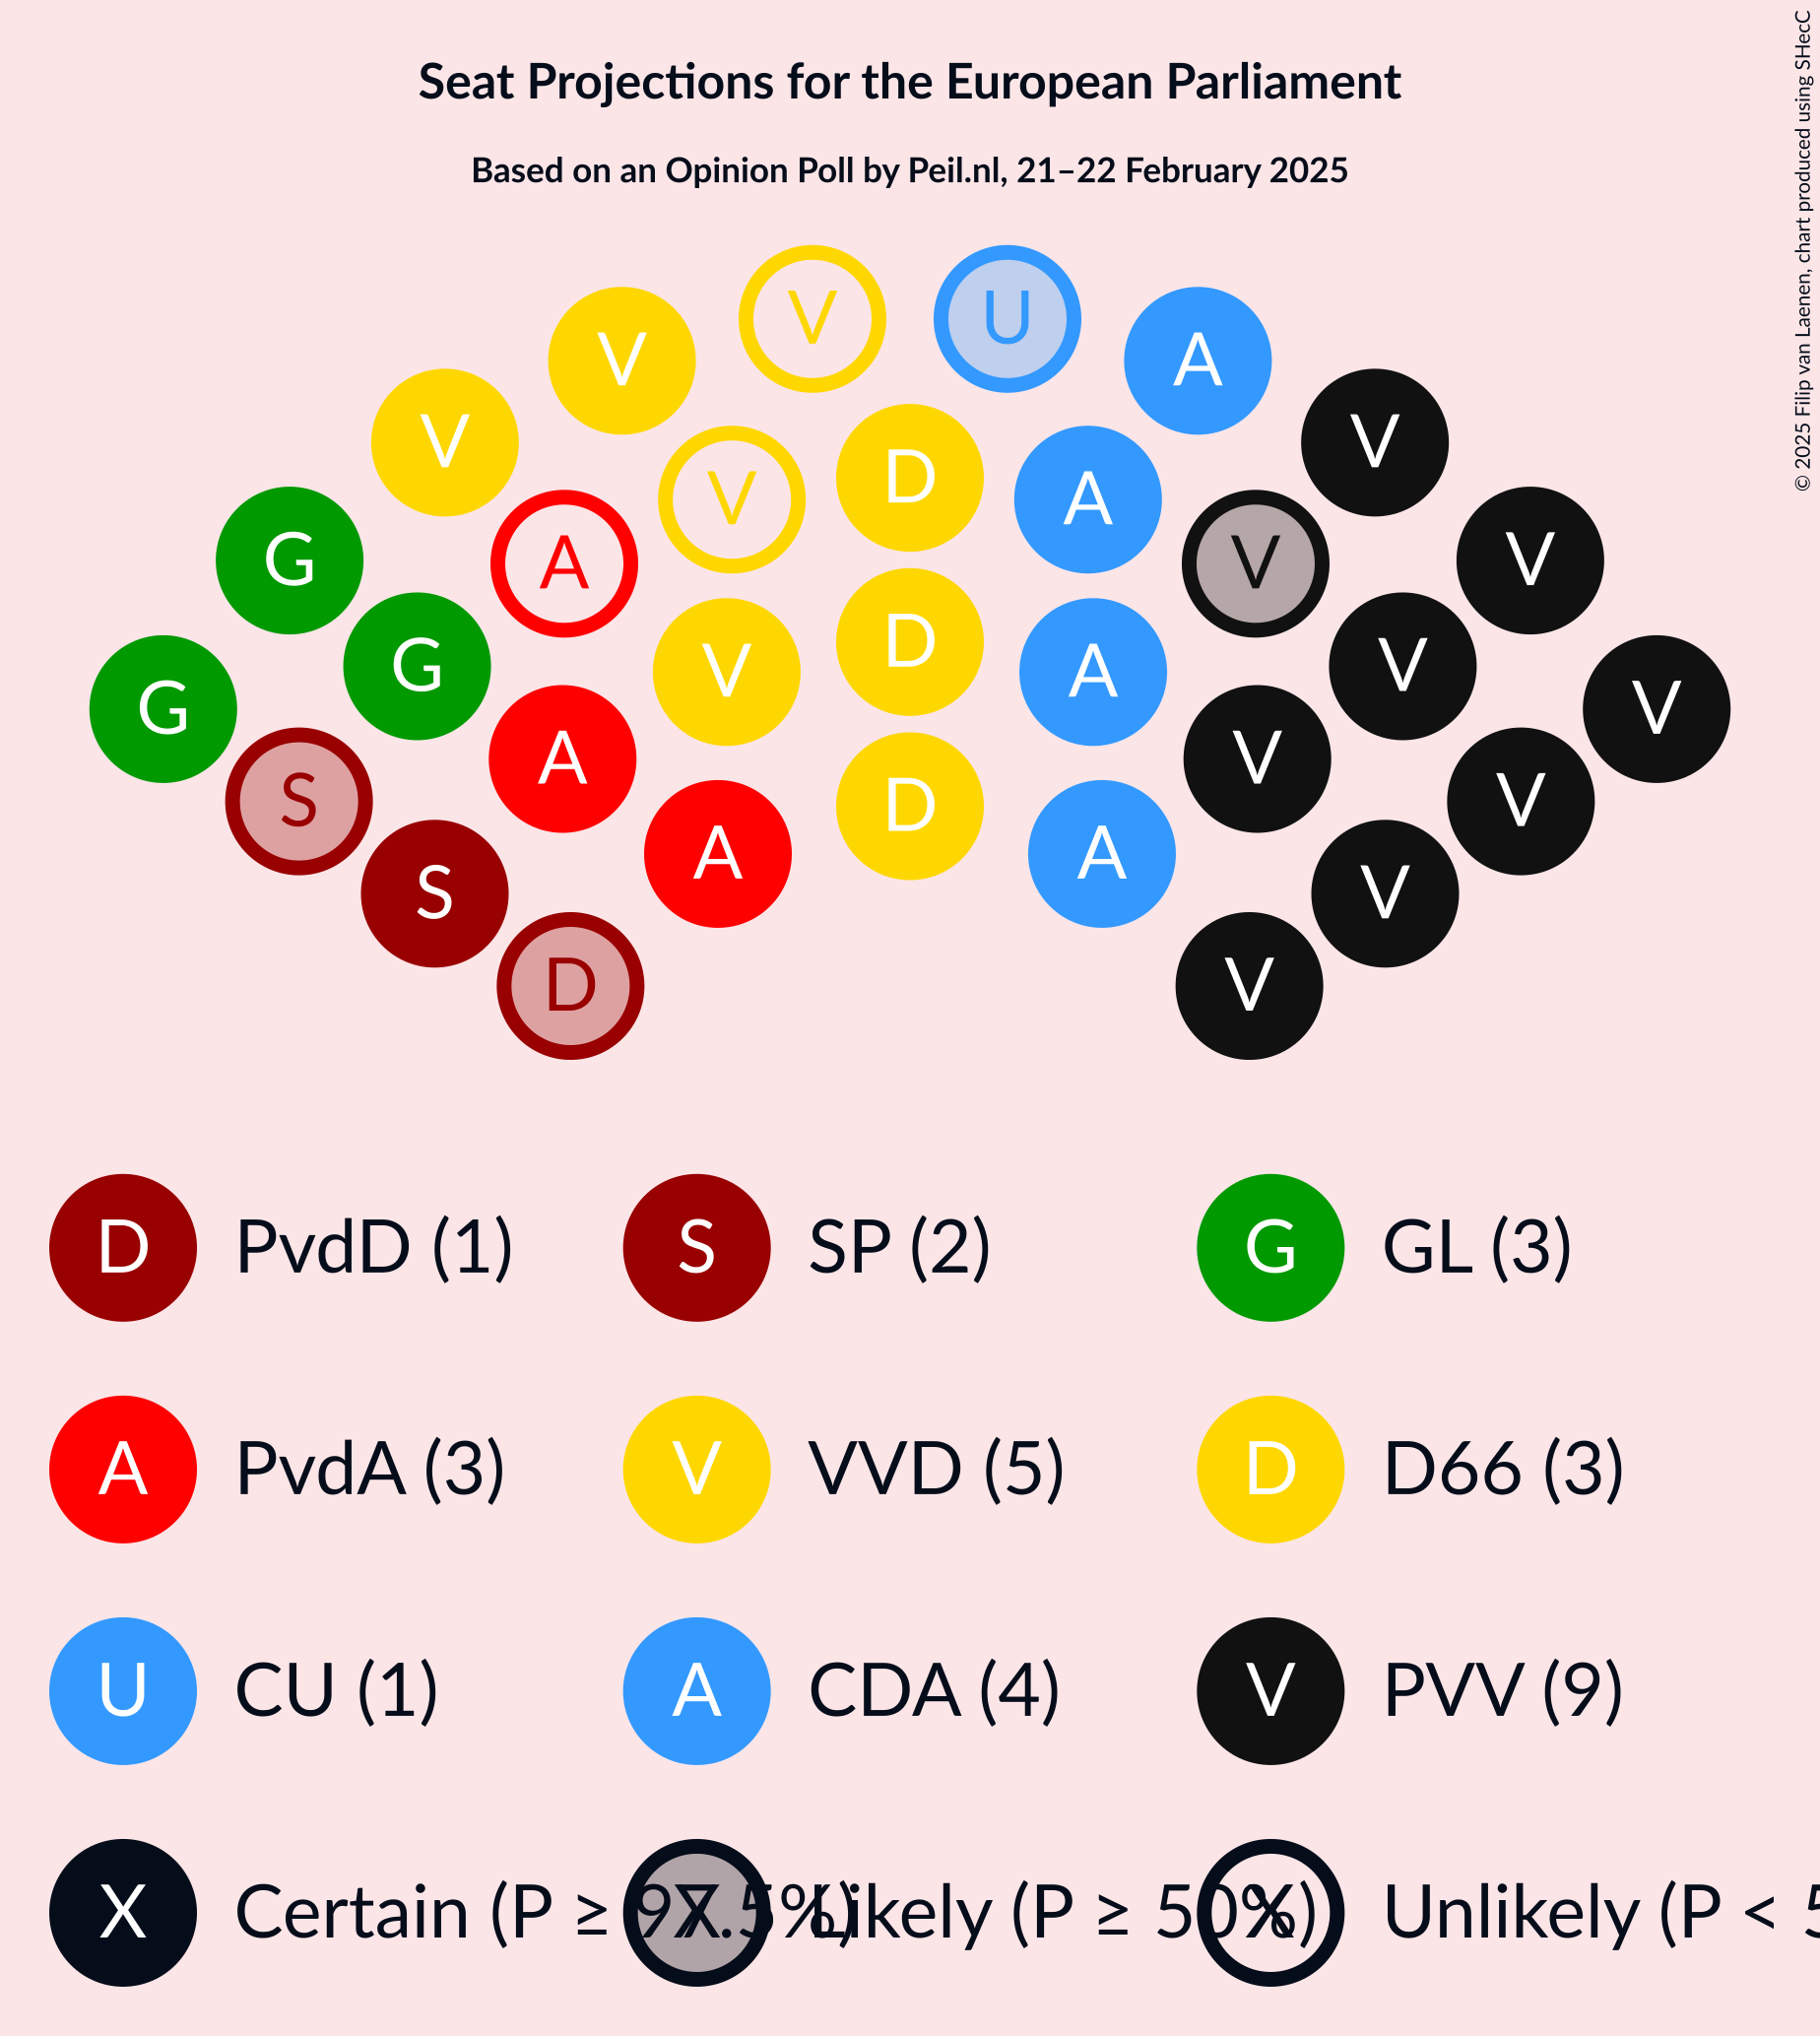 Seat Projections for the European Parliament
Based on an Opinion Poll by Peil.nl, 21–22 February 2025
© 2025 Filip van Laenen, chart produced using SHecC
V U
V A
V V
V D A
G A V V
V D A
G V
G V
A V
S D V
A A
S V
D V
D PvdD (1) S SP (2) G GL (3)
A PvdA (3) V VVD (5) D D66 (3)
U CU (1) A CDA (4) V PVV (9)
X Certain (P ≥ 97.5%) X Likely (P ≥ 50%) X Unlikely (P < 5